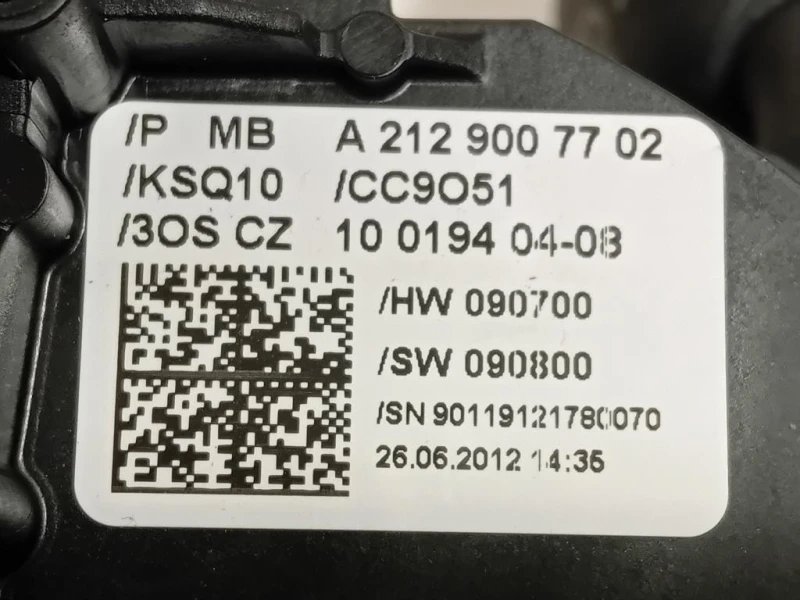 /P MB A 212 900 77 02
/KSQ10 /CC9O51
/3OS CZ 10 0194 04-08
/HW 090700
/SW 090800
/SN 90119121780070
26.06.2012 14:35